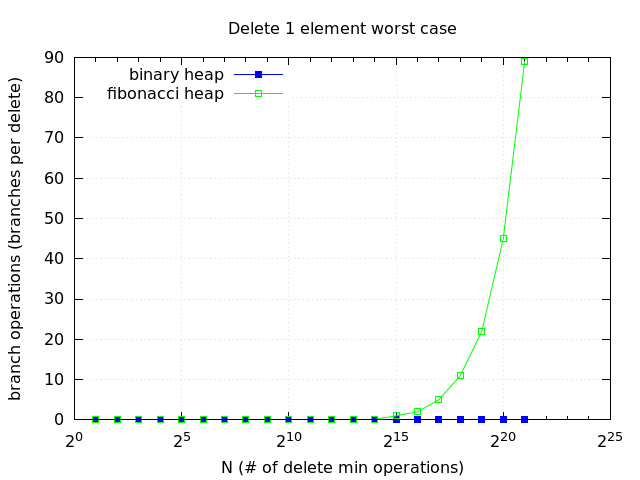 Delete 1 element worst case
branch operations (branches per delete)
90
80
70
60
50
40
30
20
10
0
binary heap
fibonacci heap
2^0 2^5 2^10 2^15 2^20 2^25
N (# of delete min operations)